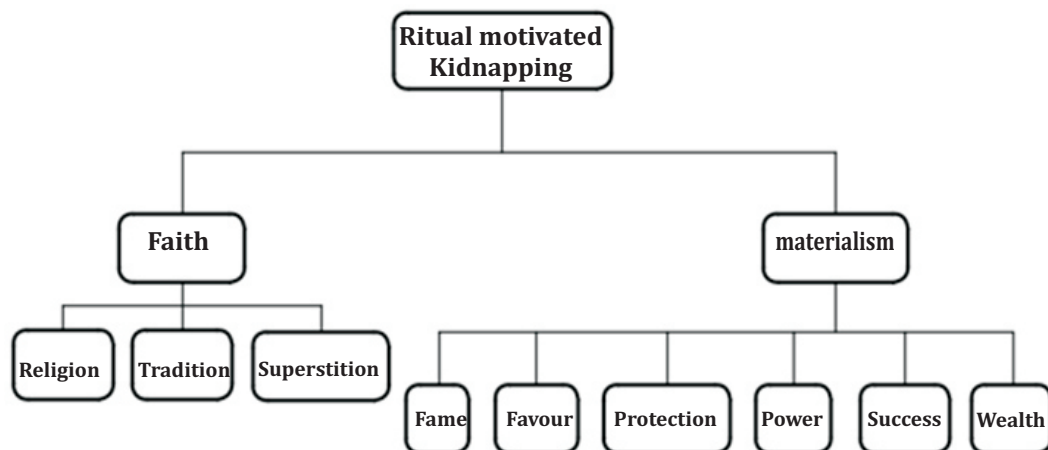 Ritual motivated
Kidnapping
Faith
materialism
Religion
Tradition
Superstition
Fame
Favour
Protection
Power
Success
Wealth